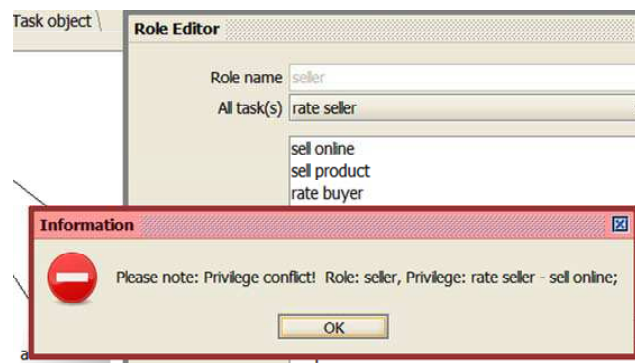 Task object
Role Editor
Role name seller
All task(s) rate seller
sell online
sell product
rate buyer
Information
Please note: Privilege conflict! Role: seller, Privilege: rate seller - sell online;
OK